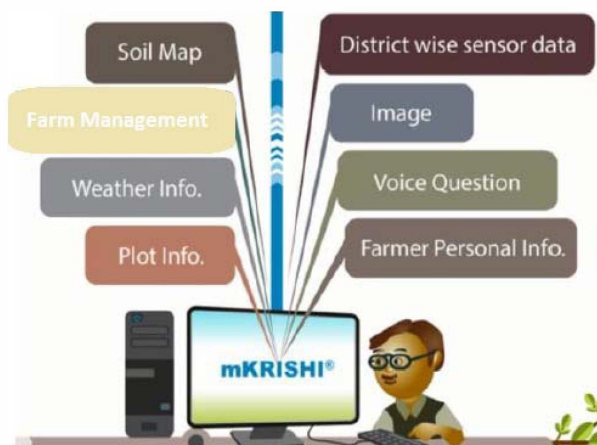 Soil Map
District wise sensor data
Farm Management
Image
Weather Info.
Voice Question
Plot Info.
Farmer Personal Info.
mKRISHI®